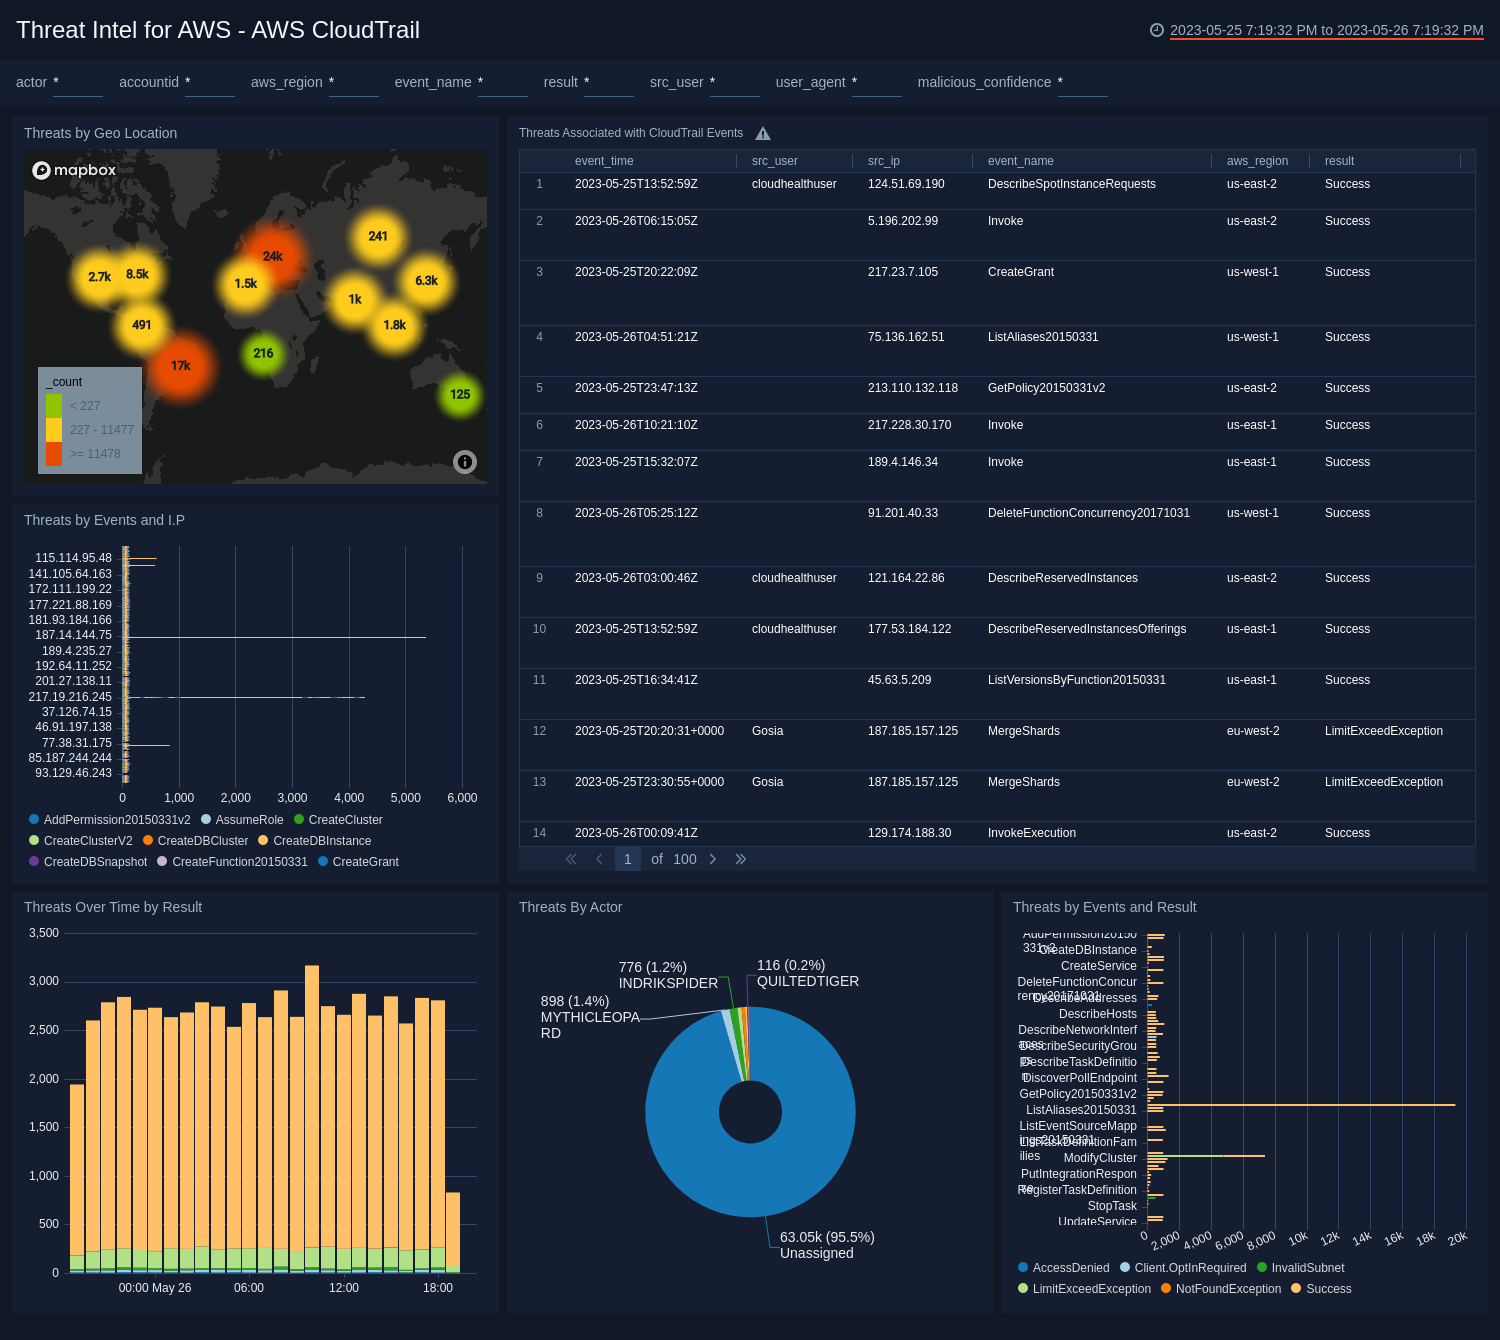 Threat Intel for AWS - AWS CloudTrail
2023-05-25 7:19:32 PM to 2023-05-26 7:19:32 PM
actor * accountid * aws_region * event_name * result * src_user * user_agent * malicious_confidence *
Threats by Geo Location
mapbox
241
24k
2.7k 8.5k
1.5k
6.3k
1k
491
1.8k
216
17k
125
_count
< 227
227 - 11477
>= 11478
Threats Associated with CloudTrail Events
event_time src_user src_ip event_name aws_region result
1 2023-05-25T13:52:59Z cloudhealthuser 124.51.69.190 DescribeSpotInstanceRequests us-east-2 Success
2 2023-05-26T06:15:05Z 5.196.202.99 Invoke us-east-2 Success
3 2023-05-25T20:22:09Z 217.23.7.105 CreateGrant us-west-1 Success
4 2023-05-26T04:51:21Z 75.136.162.51 ListAliases20150331 us-west-1 Success
5 2023-05-25T23:47:13Z 213.110.132.118 GetPolicy20150331v2 us-east-2 Success
6 2023-05-26T10:21:10Z 217.228.30.170 Invoke us-east-1 Success
7 2023-05-25T15:32:07Z 189.4.146.34 Invoke us-east-1 Success
8 2023-05-26T05:25:12Z 91.201.40.33 DeleteFunctionConcurrency20171031 us-west-1 Success
9 2023-05-26T03:00:46Z cloudhealthuser 121.164.22.86 DescribeReservedInstances us-east-2 Success
10 2023-05-25T13:52:59Z cloudhealthuser 177.53.184.122 DescribeReservedInstancesOfferings us-east-1 Success
11 2023-05-25T16:34:41Z 45.63.5.209 ListVersionsByFunction20150331 us-east-1 Success
12 2023-05-25T20:20:31+0000 Gosia 187.185.157.125 MergeShards eu-west-2 LimitExceedException
13 2023-05-25T23:30:55+0000 Gosia 187.185.157.125 MergeShards eu-west-2 LimitExceedException
14 2023-05-26T00:09:41Z 129.174.188.30 InvokeExecution us-east-2 Success
1 of 100
Threats by Events and I.P
115.114.95.48
141.105.64.163
172.111.199.22
177.221.88.169
181.93.184.166
187.14.144.75
189.4.235.27
192.64.11.252
201.27.138.11
217.19.216.245
37.126.74.15
46.91.197.138
77.38.31.175
85.187.244.244
93.129.46.243
0 1,000 2,000 3,000 4,000 5,000 6,000
AddPermission20150331v2 AssumeRole CreateCluster
CreateClusterV2 CreateDBCluster CreateDBInstance
CreateDBSnapshot CreateFunction20150331 CreateGrant
Threats Over Time by Result
3,500
3,000
2,500
2,000
1,500
1,000
500
0
00:00 May 26 06:00 12:00 18:00
Threats By Actor
776 (1.2%)
INDRIKSPIDER
116 (0.2%)
QUILTEDTIGER
898 (1.4%)
MYTHICLEOPA
RD
63.05k (95.5%)
Unassigned
Threats by Events and Result
AddPermission20150
331v2
CreateDBInstance
CreateService
DeleteFunctionConcur
rency20171031
DescribeAddresses
DescribeHosts
DescribeNetworkInterf
aces
DescribeSecurityGrou
ps
DescribeTaskDefinitio
n
DiscoverPollEndpoint
GetPolicy20150331v2
ListAliases20150331
ListEventSourceMapp
ings20150331
ListTaskDefinitionFam
ilies
ModifyCluster
PutIntegrationRespon
se
RegisterTaskDefinition
StopTask
UpdateService
0 2,000 4,000 6,000 8,000 10k 12k 14k 16k 18k 20k
AccessDenied Client.OptInRequired InvalidSubnet
LimitExceedException NotFoundException Success